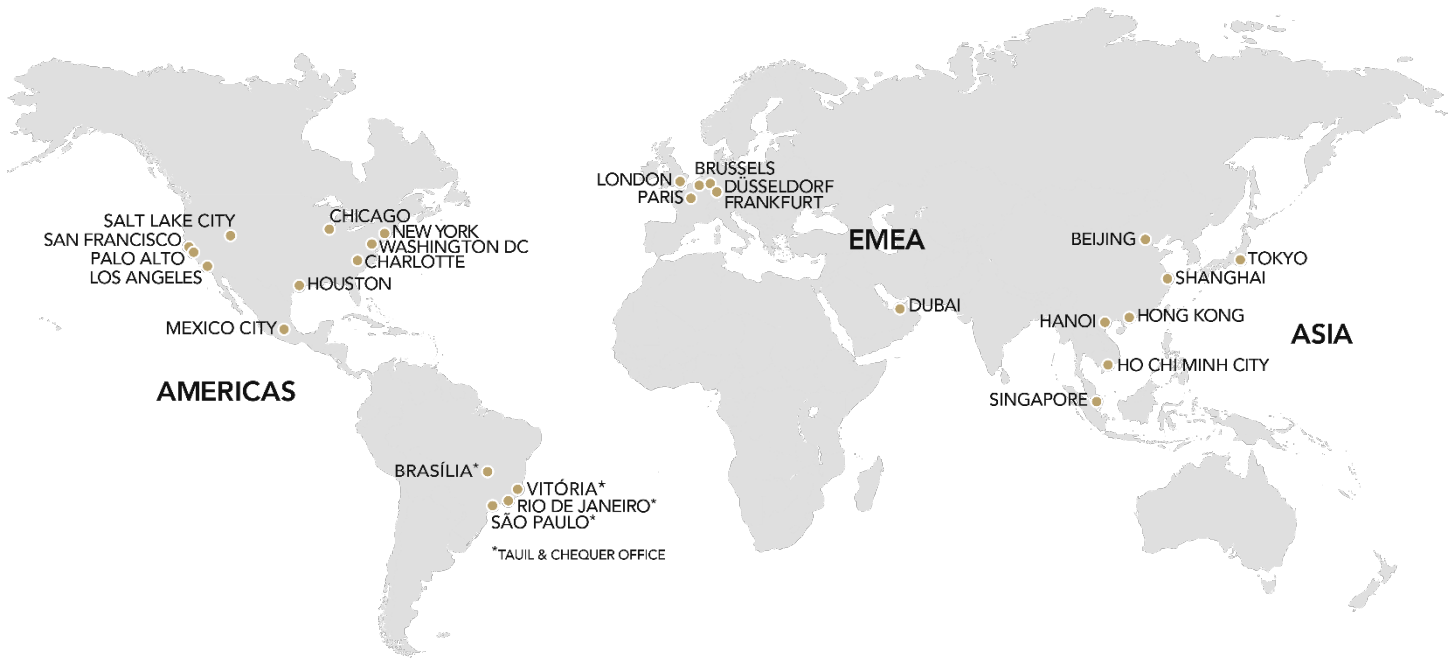 SALT LAKE CITY
SAN FRANCISCO
PALO ALTO
LOS ANGELES
CHICAGO
NEW YORK
WASHINGTON DC
CHARLOTTE
HOUSTON
MEXICO CITY
AMERICAS
BRASÍLIA*
VITÓRIA*
RIO DE JANEIRO*
SÃO PAULO*
*TAUIL & CHEQUER OFFICE
LONDON
PARIS
BRUSSELS
DÜSSELDORF
FRANKFURT
EMEA
DUBAI
BEIJING
TOKYO
SHANGHAI
HANOI
HONG KONG
ASIA
HO CHI MINH CITY
SINGAPORE